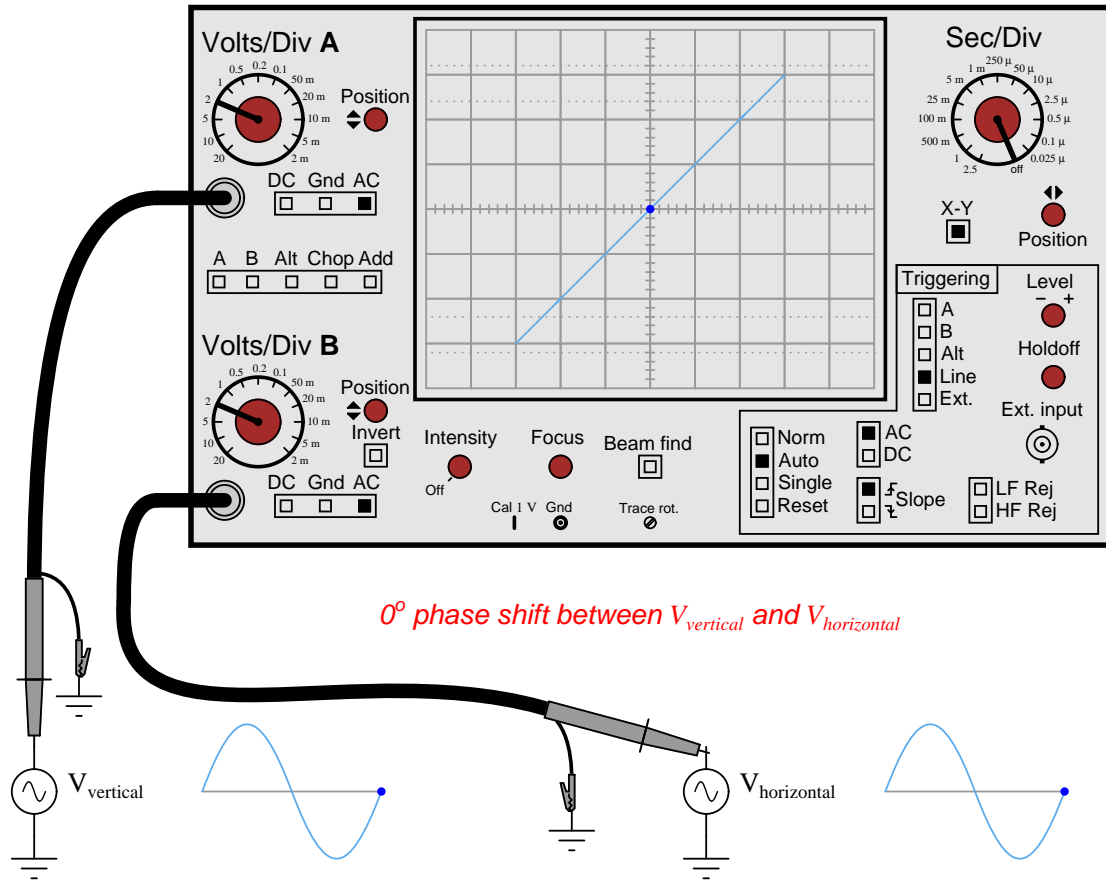 Volts/Div A
20 10 5 2 1 0.5 0.2 0.1 50 m 20 m 10 m 5 m 2 m
Position
DC Gnd AC
A B Alt Chop Add
Volts/Div B
20 10 5 2 1 0.5 0.2 0.1 50 m 20 m 10 m 5 m 2 m
Position
Invert
DC Gnd AC
Intensity
Off
Focus
Beam find
Cal 1 V Gnd
Trace rot.
Sec/Div
2.5 1 500 m 100 m 25 m 5 m 1 m 250 µ 50 µ 10 µ 2.5 µ 0.5 µ 0.1 µ 0.025 µ off
X-Y
Position
Triggering
A
B
Alt
Line
Ext.
Level
− +
Holdoff
Ext. input
Norm
Auto
Single
Reset
AC
DC
Slope
LF Rej
HF Rej
0o phase shift between Vvertical and Vhorizontal
Vvertical
Vhorizontal